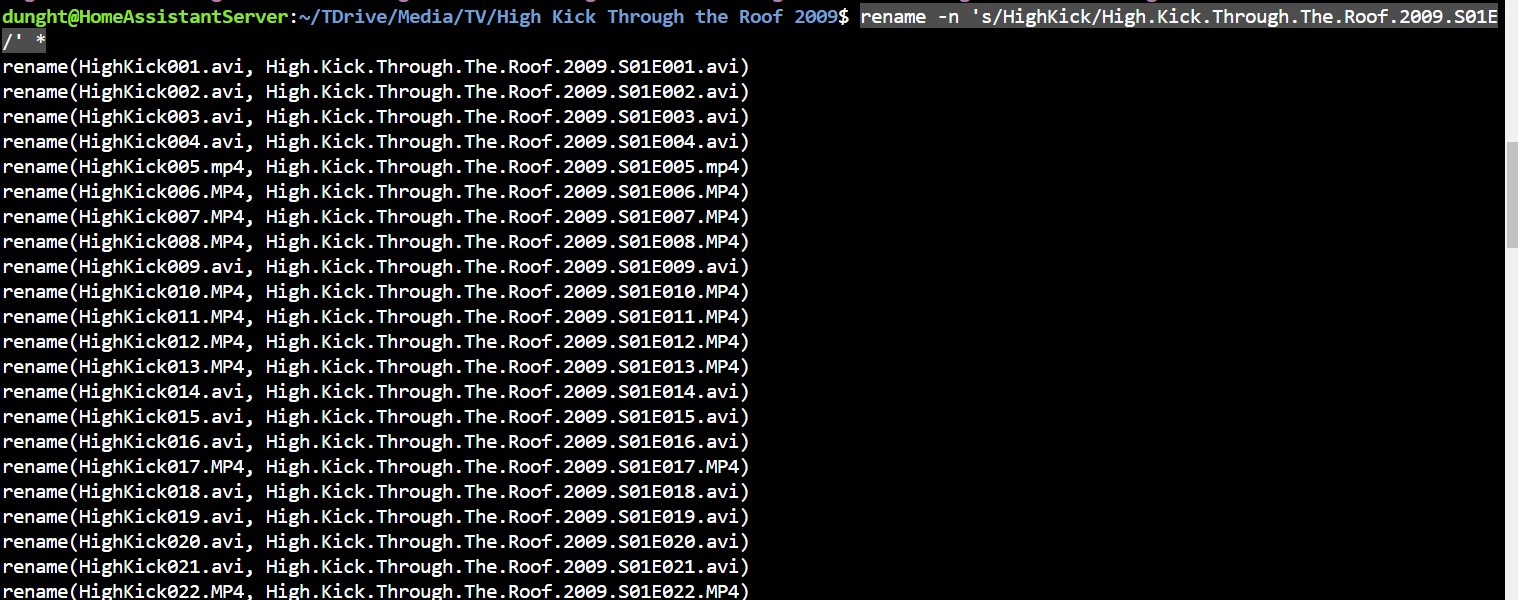 dunght@HomeAssistantServer:~/TDrive/Media/TV/High Kick Through the Roof 2009$ rename -n 's/HighKick/High.Kick.Through.The.Roof.2009.S01E
/' *
rename(HighKick001.avi, High.Kick.Through.The.Roof.2009.S01E001.avi)
rename(HighKick002.avi, High.Kick.Through.The.Roof.2009.S01E002.avi)
rename(HighKick003.avi, High.Kick.Through.The.Roof.2009.S01E003.avi)
rename(HighKick004.avi, High.Kick.Through.The.Roof.2009.S01E004.avi)
rename(HighKick005.mp4, High.Kick.Through.The.Roof.2009.S01E005.mp4)
rename(HighKick006.MP4, High.Kick.Through.The.Roof.2009.S01E006.MP4)
rename(HighKick007.MP4, High.Kick.Through.The.Roof.2009.S01E007.MP4)
rename(HighKick008.MP4, High.Kick.Through.The.Roof.2009.S01E008.MP4)
rename(HighKick009.avi, High.Kick.Through.The.Roof.2009.S01E009.avi)
rename(HighKick010.MP4, High.Kick.Through.The.Roof.2009.S01E010.MP4)
rename(HighKick011.MP4, High.Kick.Through.The.Roof.2009.S01E011.MP4)
rename(HighKick012.MP4, High.Kick.Through.The.Roof.2009.S01E012.MP4)
rename(HighKick013.MP4, High.Kick.Through.The.Roof.2009.S01E013.MP4)
rename(HighKick014.avi, High.Kick.Through.The.Roof.2009.S01E014.avi)
rename(HighKick015.avi, High.Kick.Through.The.Roof.2009.S01E015.avi)
rename(HighKick016.avi, High.Kick.Through.The.Roof.2009.S01E016.avi)
rename(HighKick017.MP4, High.Kick.Through.The.Roof.2009.S01E017.MP4)
rename(HighKick018.avi, High.Kick.Through.The.Roof.2009.S01E018.avi)
rename(HighKick019.avi, High.Kick.Through.The.Roof.2009.S01E019.avi)
rename(HighKick020.avi, High.Kick.Through.The.Roof.2009.S01E020.avi)
rename(HighKick021.avi, High.Kick.Through.The.Roof.2009.S01E021.avi)
rename(HighKick022.MP4, High.Kick.Through.The.Roof.2009.S01E022.MP4)